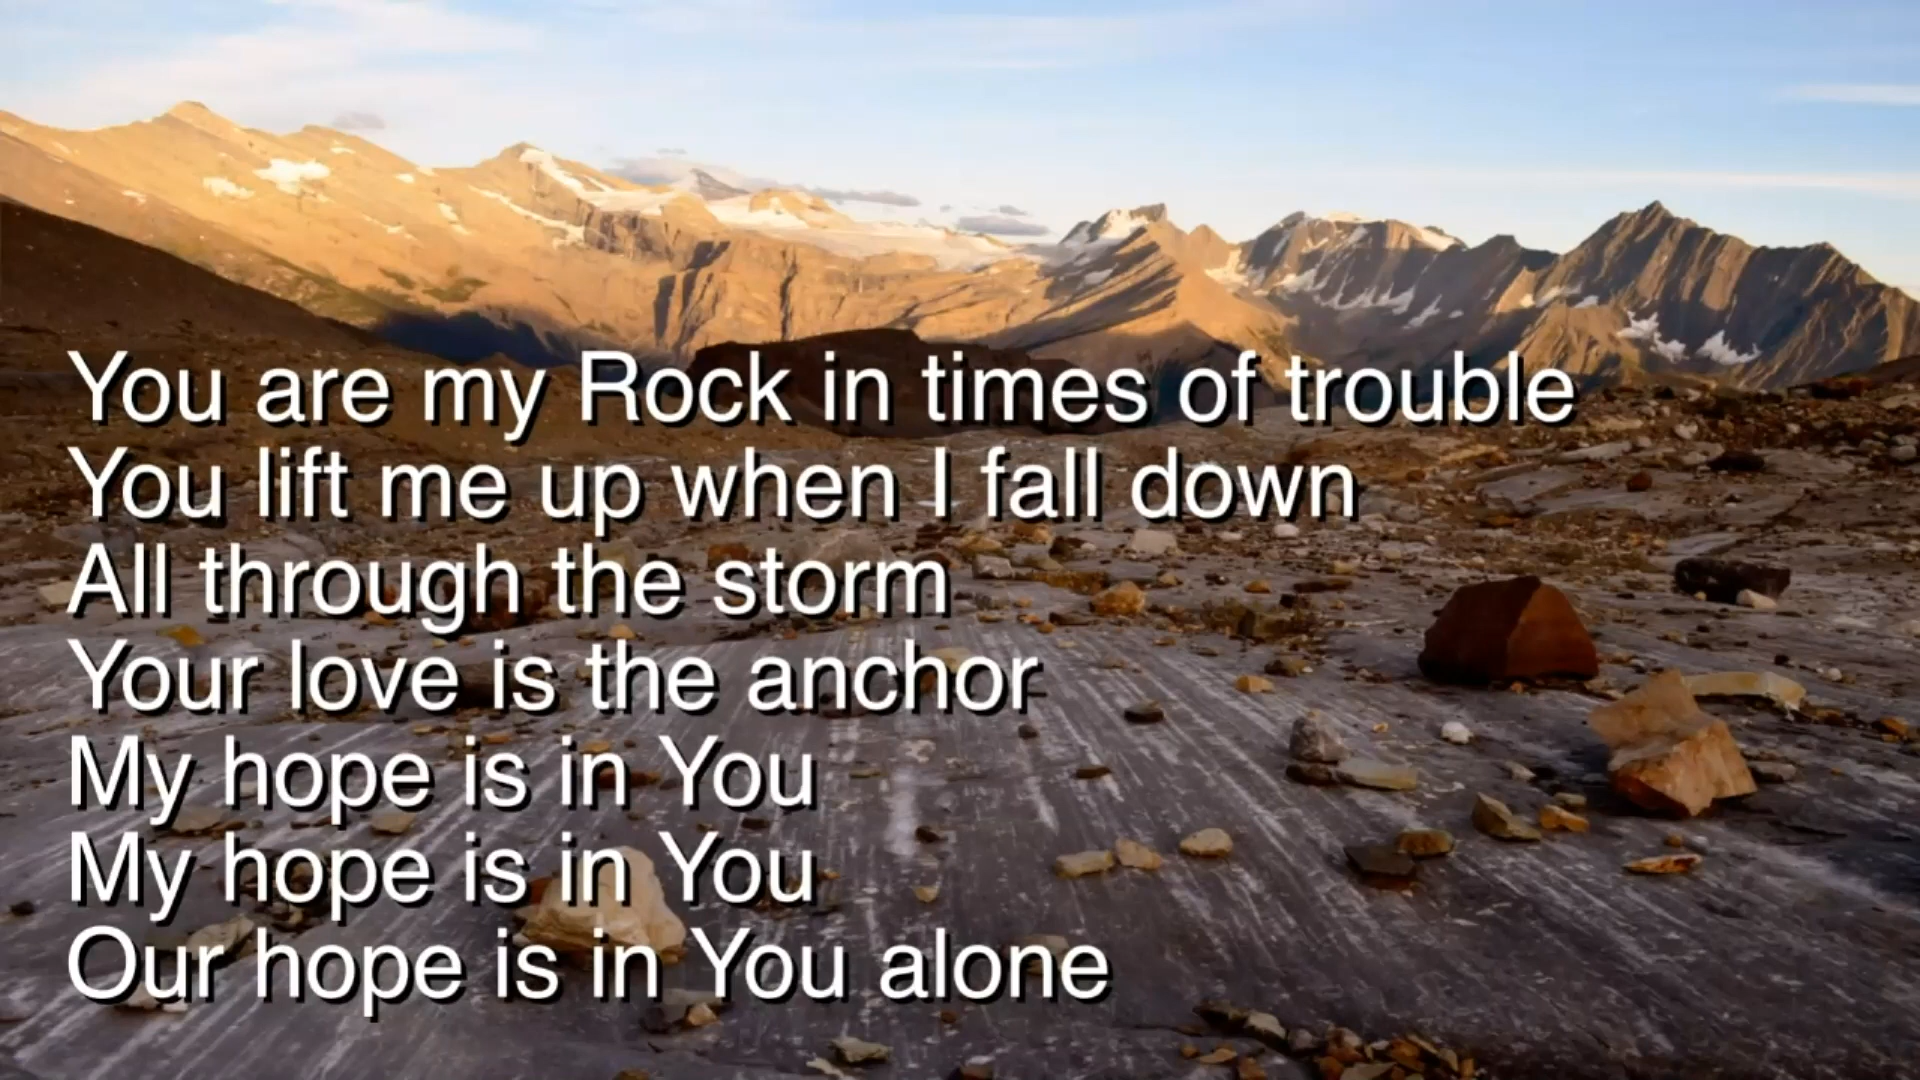 You are my Rock in times of trouble
You lift me up when I fall down
All through the storm
Your love is the anchor
My hope is in You
My hope is in You
Our hope is in You alone